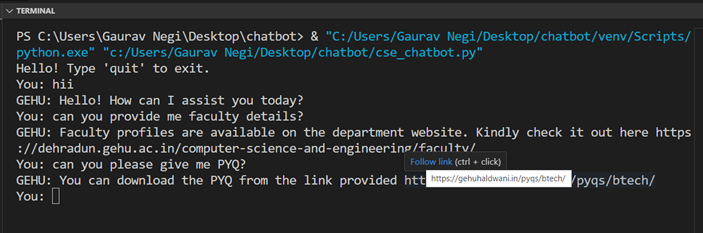 TERMINAL
PS C:\Users\Gaurav Negi\Desktop\chatbot> & "C:/Users/Gaurav Negi/Desktop/chatbot/venv/Scripts/
python.exe" "c:/Users/Gaurav Negi/Desktop/chatbot/cse_chatbot.py"
Hello! Type 'quit' to exit.
You: hii
GEHU: Hello! How can I assist you today?
You: can you provide me faculty details?
GEHU: Faculty profiles are available on the department website. Kindly check it out here https
://dehradun.gehu.ac.in/computer-science-and-engineering/faculty/
You: can you please give me PYQ?
Follow link (ctrl + click)
GEHU: You can download the PYQ from the link provided htt /pyqs/btech/
https://gehuhaldwani.in/pyqs/btech/
You: